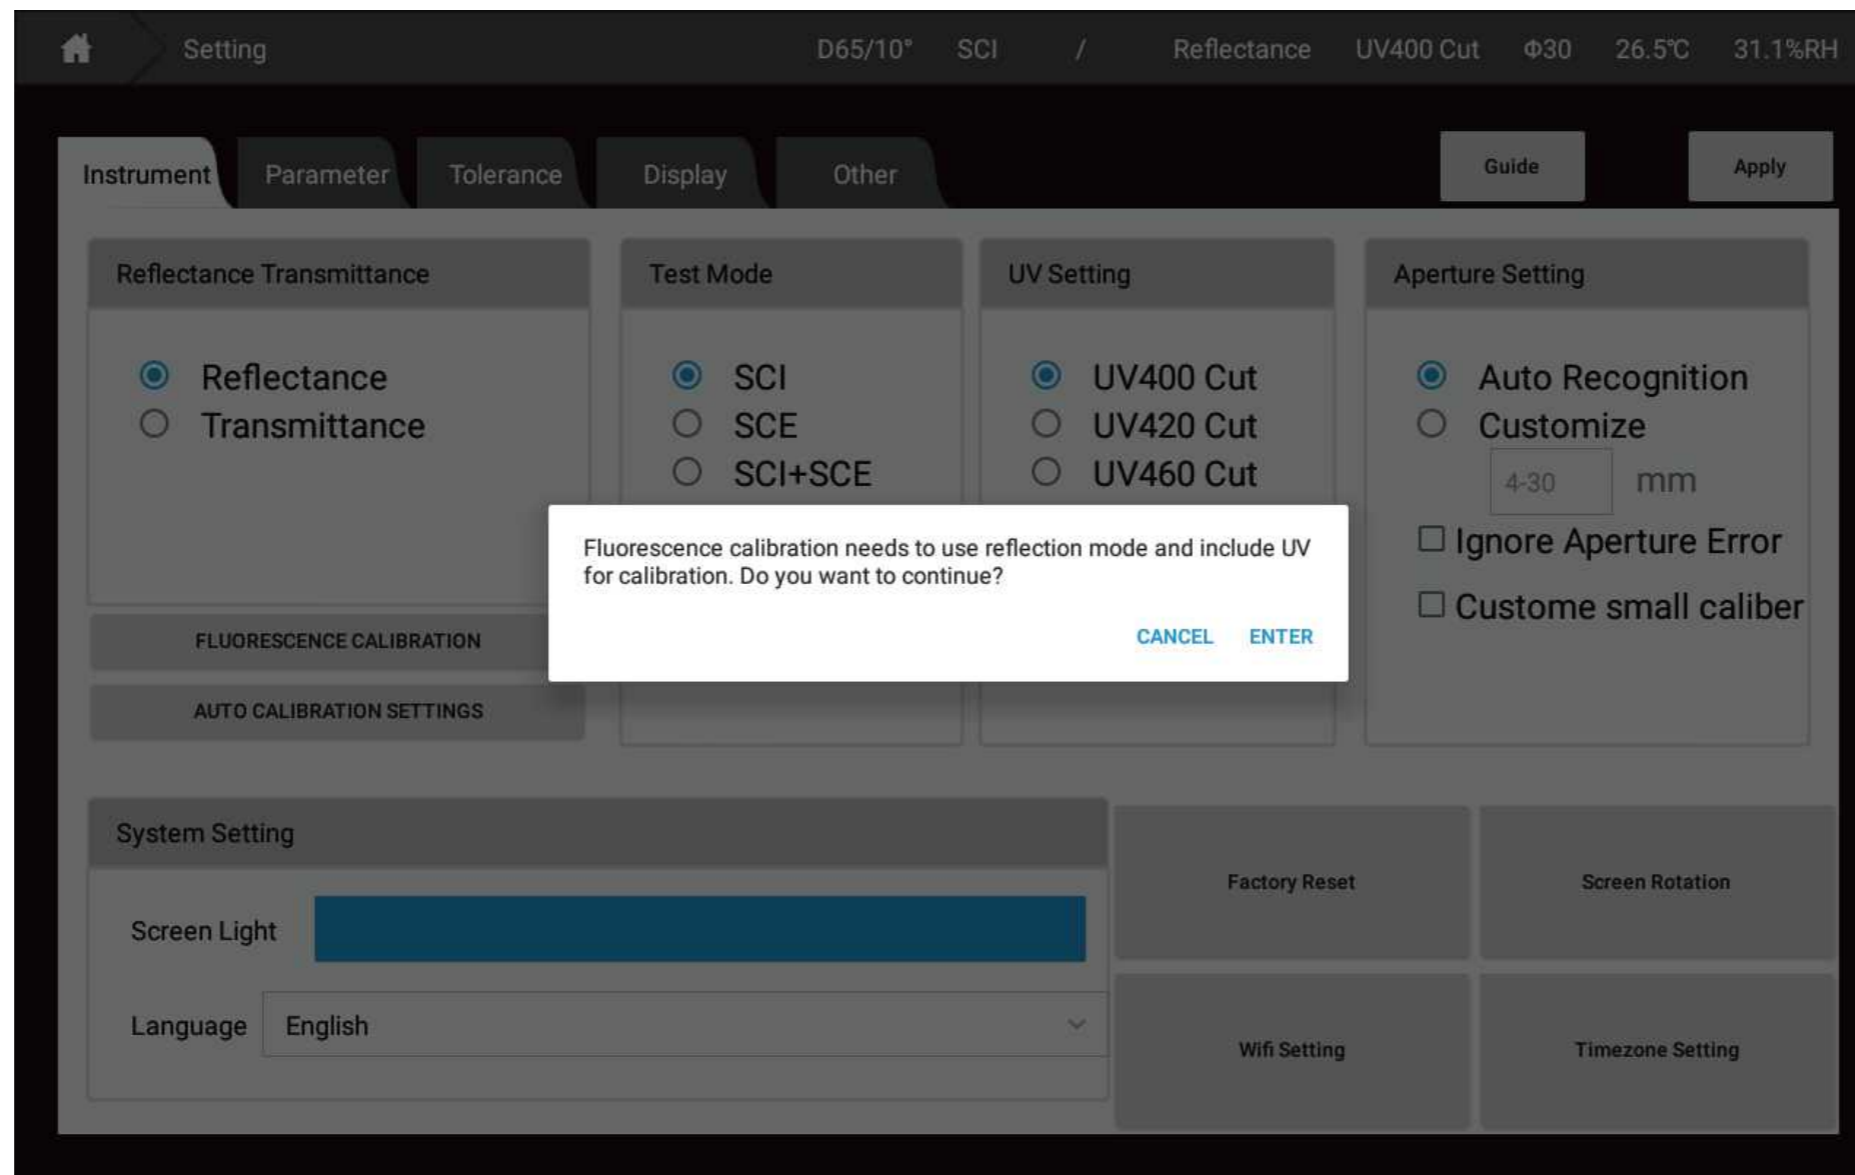 Setting D65/10° SCI / Reflectance UV400 Cut Φ30 26.5℃ 31.1%RH
Instrument Parameter Tolerance Display Other Guide Apply
Reflectance Transmittance
Reflectance
Transmittance
FLUORESCENCE CALIBRATION
AUTO CALIBRATION SETTINGS
Test Mode
SCI
SCE
SCI+SCE
UV Setting
UV400 Cut
UV420 Cut
UV460 Cut
Aperture Setting
Auto Recognition
Customize
4-30 mm
Ignore Aperture Error
Custome small caliber
Fluorescence calibration needs to use reflection mode and include UV
for calibration. Do you want to continue?
CANCEL ENTER
System Setting
Screen Light
Language English
Factory Reset
Screen Rotation
Wifi Setting
Timezone Setting